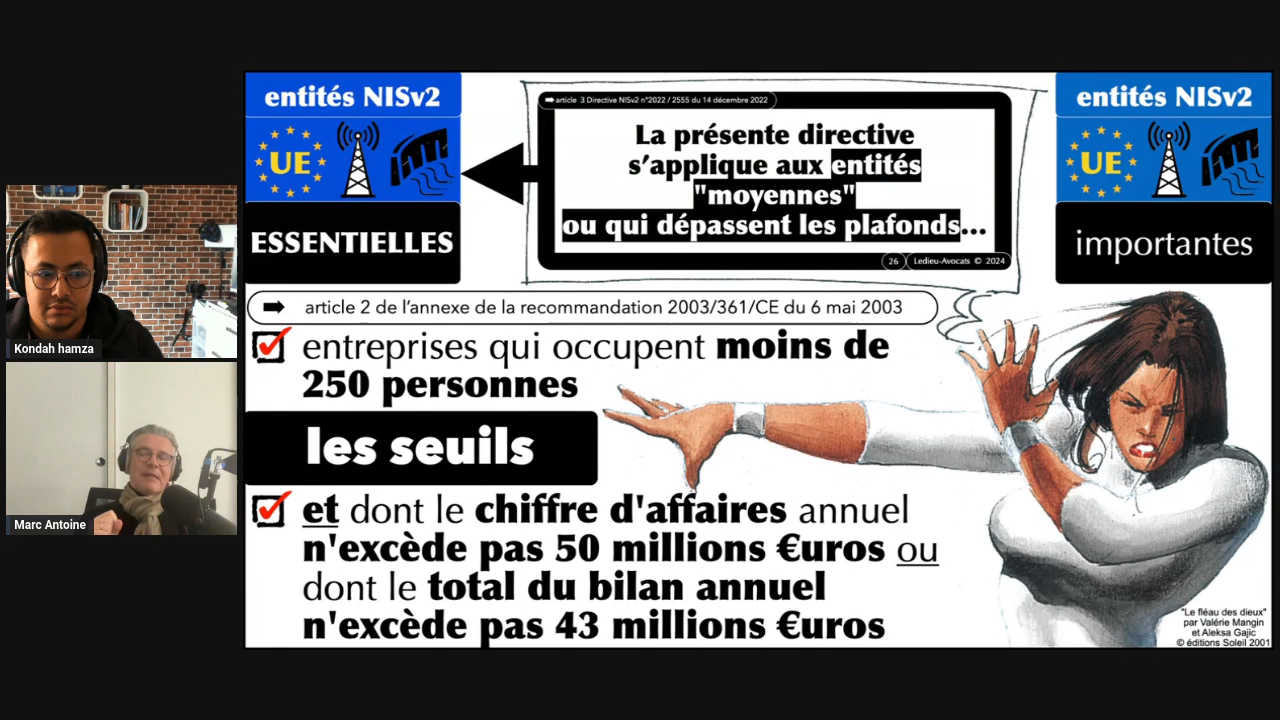 entités NISv2
UE
ESSENTIELLES
➡ article 3 Directive NISv2 n°2022 / 2555 du 14 décembre 2022
La présente directive
s’applique aux entités
"moyennes"
ou qui dépassent les plafonds...
26 Ledieu-Avocats © 2024
entités NISv2
UE
importantes
➡ article 2 de l’annexe de la recommandation 2003/361/CE du 6 mai 2003
entreprises qui occupent moins de
250 personnes
les seuils
et dont le chiffre d'affaires annuel
n'excède pas 50 millions €uros ou
dont le total du bilan annuel
n'excède pas 43 millions €uros
"Le fléau des dieux"
par Valérie Mangin
et Aleksa Gajic
© éditions Soleil 2001
Kondah hamza
Marc Antoine